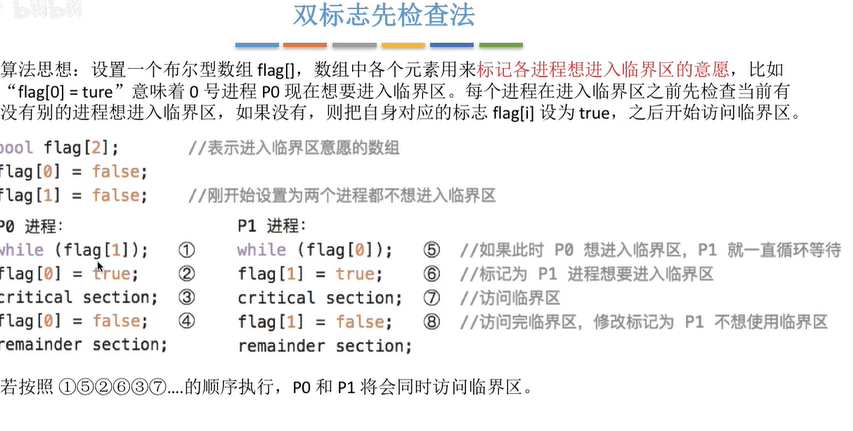 双标志先检查法
算法思想：设置一个布尔型数组 flag[]，数组中各个元素用来标记各进程想进入临界区的意愿，比如
“flag[0] = ture”意味着 0 号进程 P0 现在想要进入临界区。每个进程在进入临界区之前先检查当前有
没有别的进程想进入临界区，如果没有，则把自身对应的标志 flag[i] 设为 true，之后开始访问临界区。
bool flag[2]; //表示进入临界区意愿的数组
flag[0] = false;
flag[1] = false; //刚开始设置为两个进程都不想进入临界区
P0 进程: P1 进程:
while (flag[1]); ① while (flag[0]); ⑤ //如果此时 P0 想进入临界区，P1 就一直循环等待
flag[0] = true; ② flag[1] = true; ⑥ //标记为 P1 进程想要进入临界区
critical section; ③ critical section; ⑦ //访问临界区
flag[0] = false; ④ flag[1] = false; ⑧ //访问完临界区，修改标记为 P1 不想使用临界区
remainder section; remainder section;
若按照 ①⑤②⑥③⑦....的顺序执行，P0 和 P1 将会同时访问临界区。